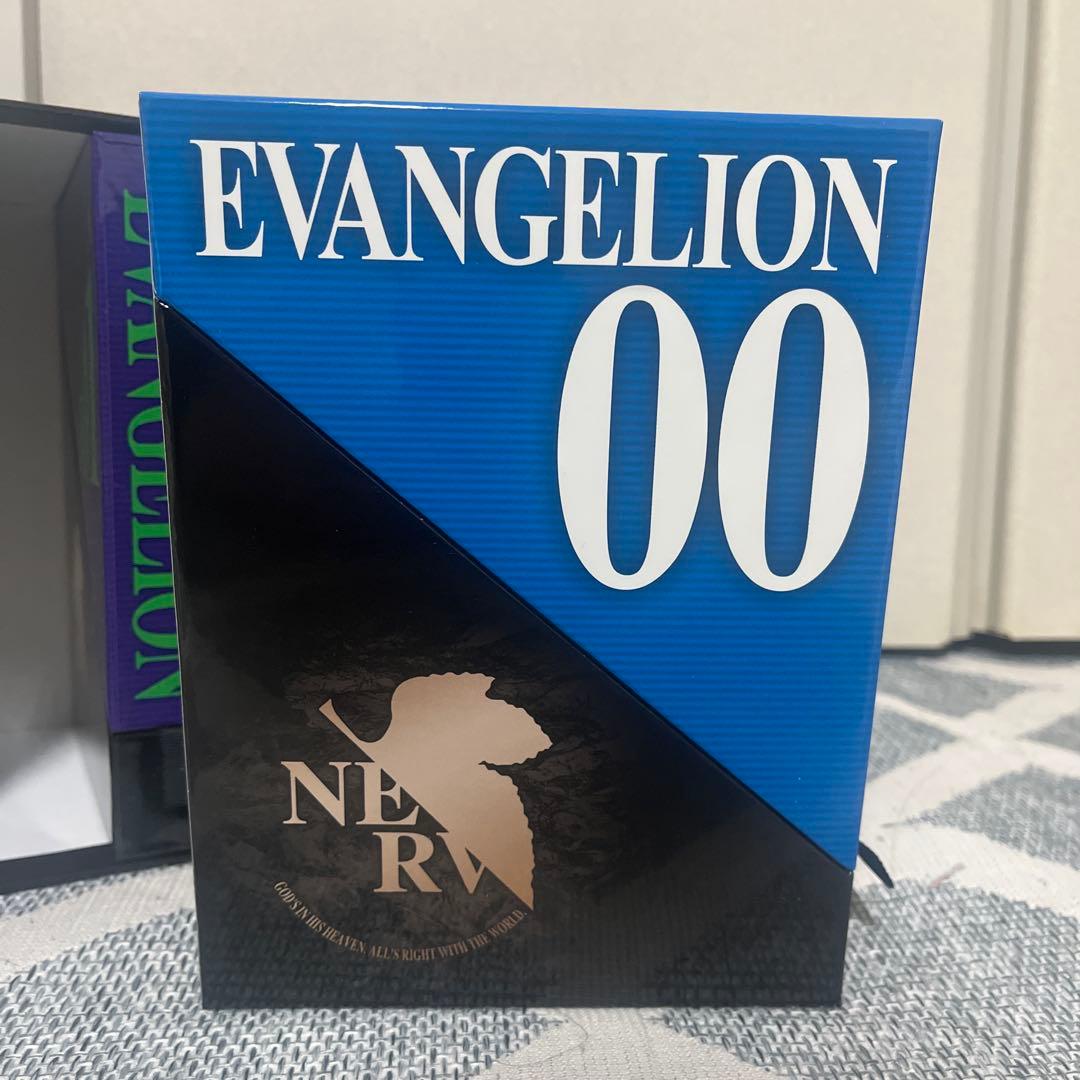 EVANGELION
00
EVANGELION
NERV
GOD'S IN HIS HEAVEN. ALL'S RIGHT WITH THE WORLD.